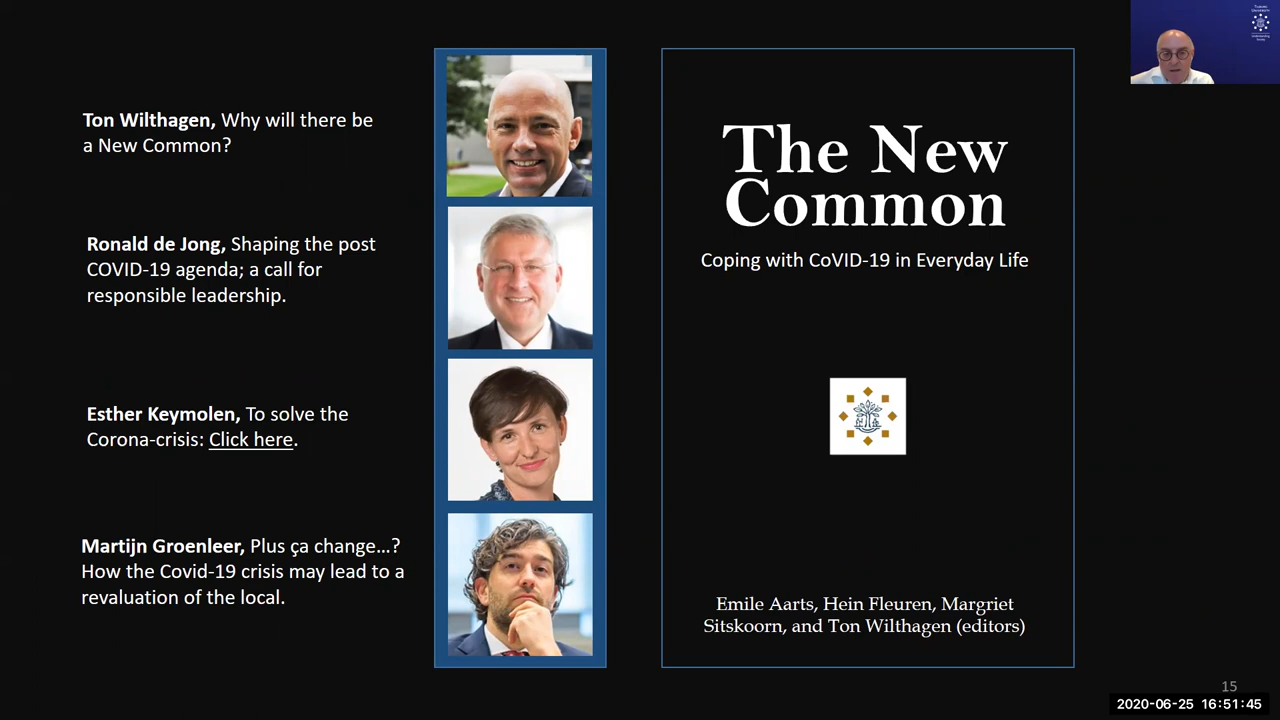 Ton Wilthagen, Why will there be
a New Common?
Ronald de Jong, Shaping the post
COVID-19 agenda; a call for
responsible leadership.
Esther Keymolen, To solve the
Corona-crisis: Click here.
Martijn Groenleer, Plus ça change…?
How the Covid-19 crisis may lead to a
revaluation of the local.
The New
Common
Coping with CoVID-19 in Everyday Life
Emile Aarts, Hein Fleuren, Margriet
Sitskoorn, and Ton Wilthagen (editors)
15
2020-06-25 16:51:45